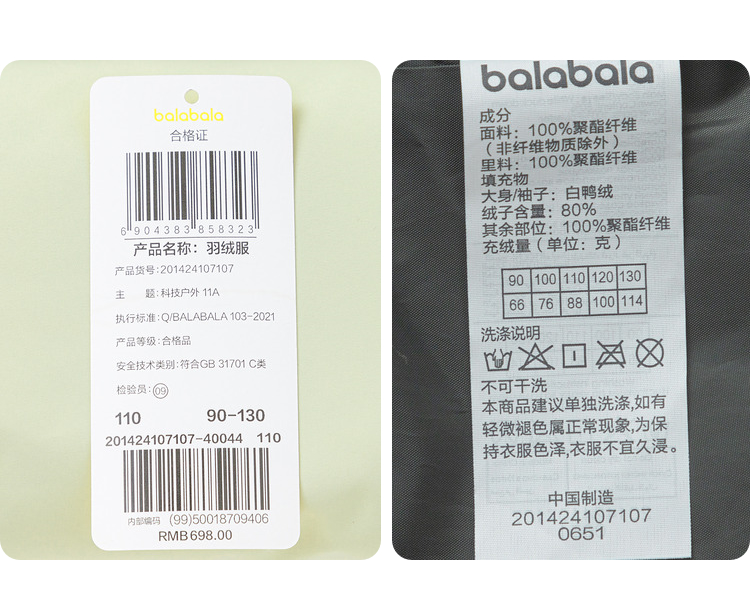 balabala
合格证
6 904383 858323
产品名称：羽绒服
产品货号：201424107107
主 题：科技户外 11A
执行标准：Q/BALABALA 103-2021
产品等级：合格品
安全技术类别：符合GB 31701 C类
检验员：09
110 90-130
201424107107-40044 110
内部编码 (99)50018709406
RMB 698.00
balabala
成分
面料：100%聚酯纤维
（非纤维物质除外）
里料：100%聚酯纤维
填充物
大身/袖子：白鸭绒
绒子含量：80%
其余部位：100%聚酯纤维
充绒量（单位：克）
90 100 110 120 130
66 76 88 100 114
洗涤说明
不可干洗
本商品建议单独洗涤,如有
轻微褪色属正常现象,为保
持衣服色泽,衣服不宜久浸。
中国制造
201424107107
0651